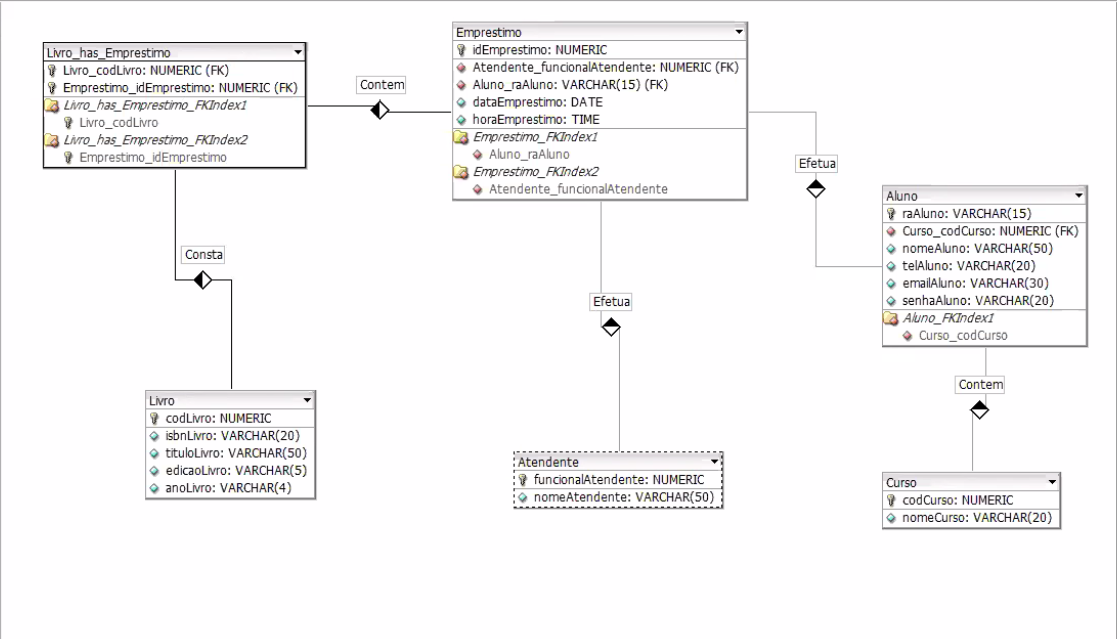 Livro_has_Emprestimo
Livro_codLivro: NUMERIC (FK)
Emprestimo_idEmprestimo: NUMERIC (FK)
Livro_has_Emprestimo_FKIndex1
Livro_codLivro
Livro_has_Emprestimo_FKIndex2
Emprestimo_idEmprestimo
Contem
Emprestimo
idEmprestimo: NUMERIC
Atendente_funcionalAtendente: NUMERIC (FK)
Aluno_raAluno: VARCHAR(15) (FK)
dataEmprestimo: DATE
horaEmprestimo: TIME
Emprestimo_FKIndex1
Aluno_raAluno
Emprestimo_FKIndex2
Atendente_funcionalAtendente
Efetua
Aluno
raAluno: VARCHAR(15)
Curso_codCurso: NUMERIC (FK)
nomeAluno: VARCHAR(50)
telAluno: VARCHAR(20)
emailAluno: VARCHAR(30)
senhaAluno: VARCHAR(20)
Aluno_FKIndex1
Curso_codCurso
Consta
Efetua
Contem
Livro
codLivro: NUMERIC
isbnLivro: VARCHAR(20)
tituloLivro: VARCHAR(50)
edicaoLivro: VARCHAR(5)
anoLivro: VARCHAR(4)
Atendente
funcionalAtendente: NUMERIC
nomeAtendente: VARCHAR(50)
Curso
codCurso: NUMERIC
nomeCurso: VARCHAR(20)